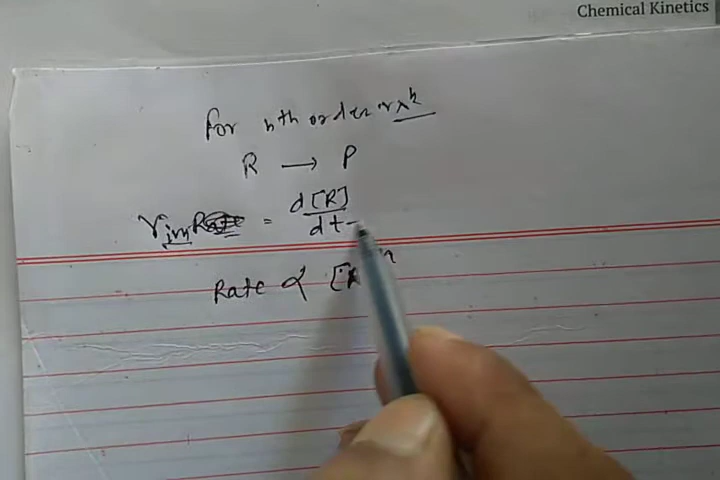 Chemical Kinetics
for nth order rxn
R → P
= d[R]
dt
Rate ∝ [R]n